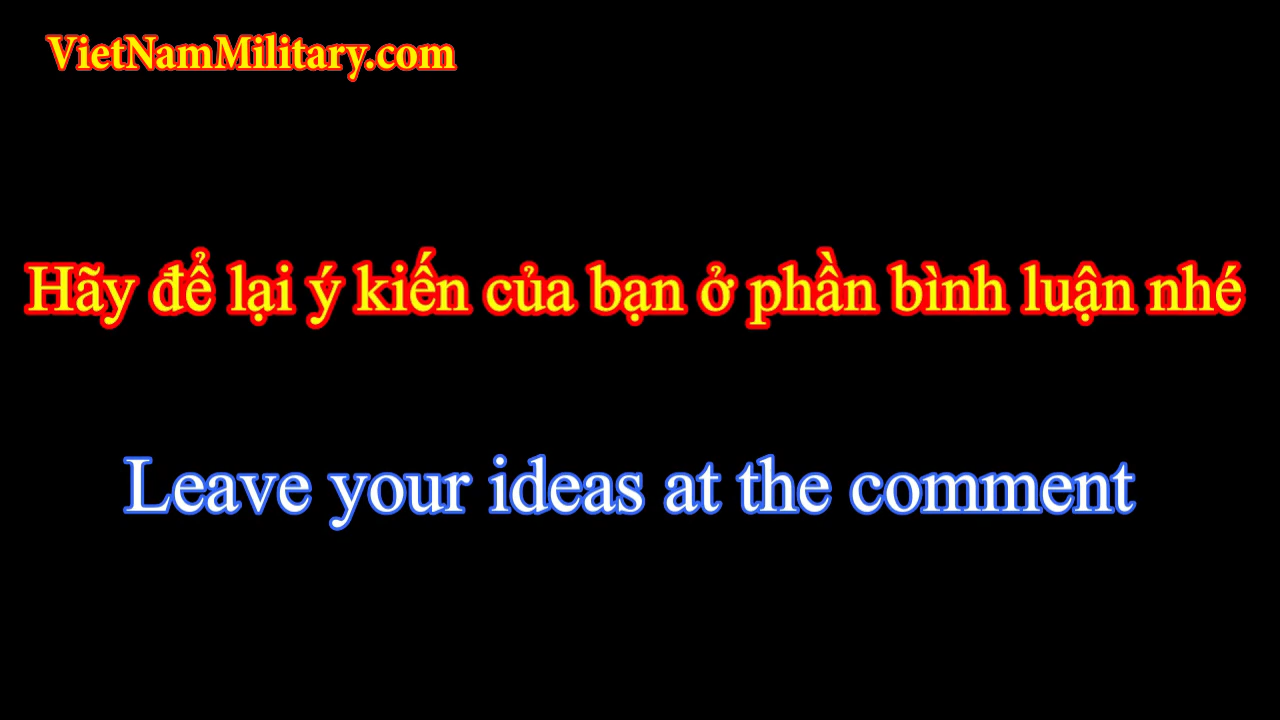 VietNamMilitary.com
Hãy để lại ý kiến của bạn ở phần bình luận nhé
Leave your ideas at the comment